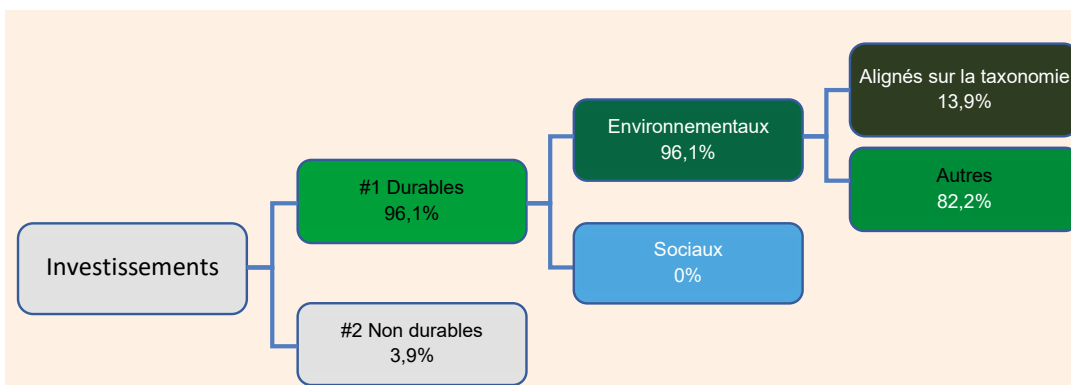 Investissements
#1 Durables
96,1%
#2 Non durables
3,9%
Environnementaux
96,1%
Sociaux
0%
Alignés sur la taxonomie
13,9%
Autres
82,2%